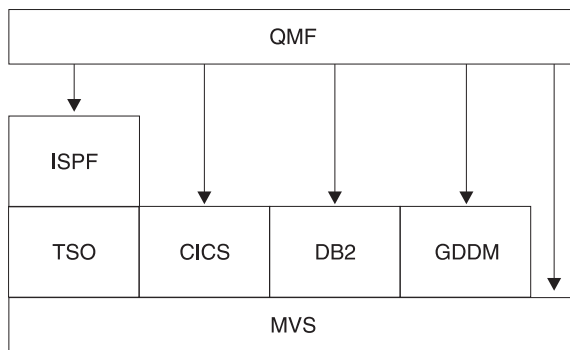 QMF
ISPF
TSO
CICS
DB2
GDDM
MVS